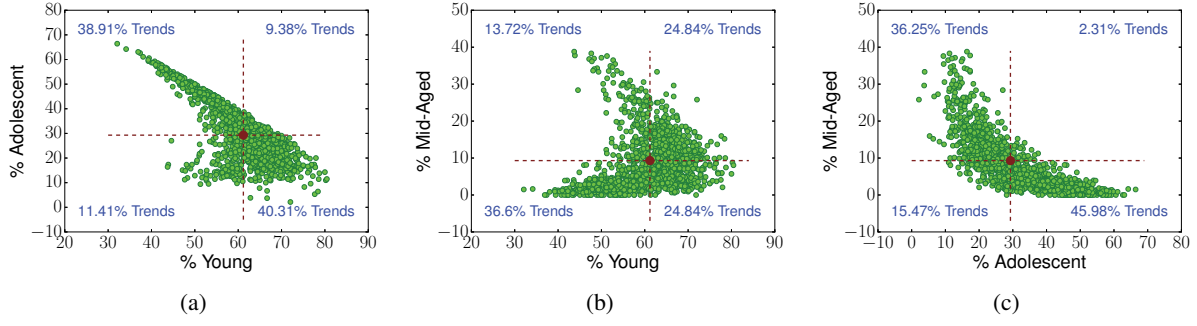 80
70
60
50
40
30
20
10
0
−10
% Adolescent
38.91% Trends
9.38% Trends
11.41% Trends
40.31% Trends
20 30 40 50 60 70 80 90
% Young
(a)
50
40
30
20
10
0
−10
% Mid-Aged
13.72% Trends
24.84% Trends
36.6% Trends
24.84% Trends
20 30 40 50 60 70 80 90
% Young
(b)
50
40
30
20
10
0
−10
% Mid-Aged
36.25% Trends
2.31% Trends
15.47% Trends
45.98% Trends
−10 0 10 20 30 40 50 60 70 80
% Adolescent
(c)